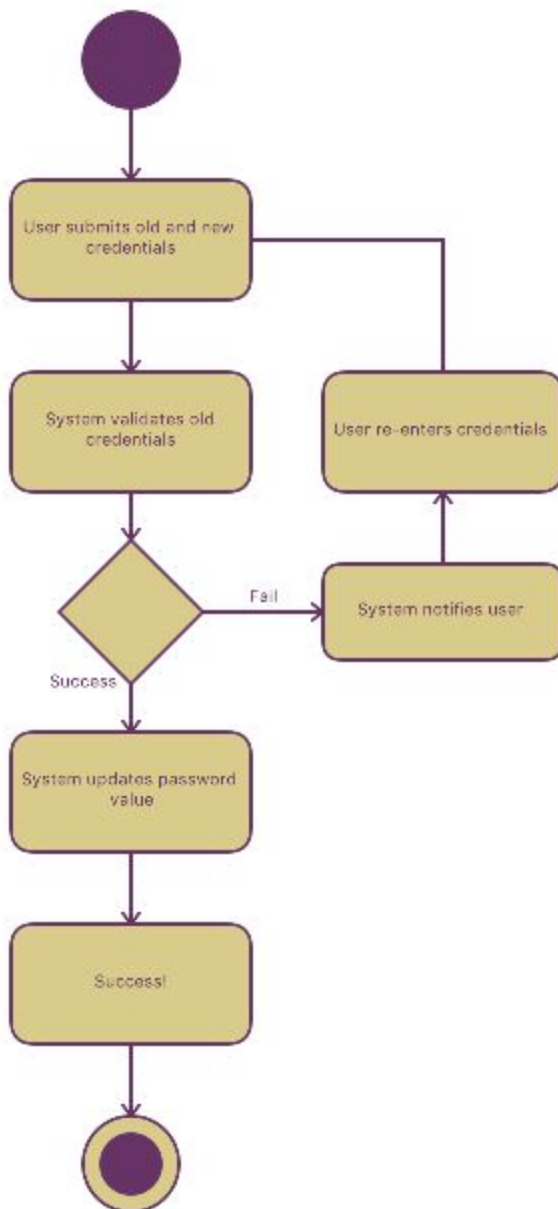 User submits old and new
credentials
System validates old
credentials
User re-enters credentials
Fail
System notifies user
Success
System updates password
value
Success!